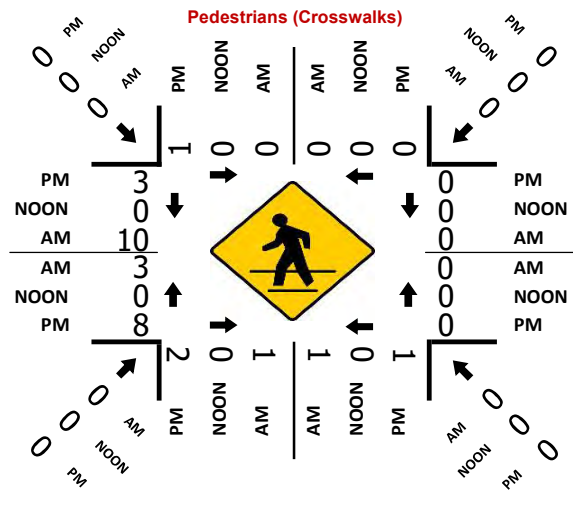 Pedestrians (Crosswalks)
0 PM
0 NOON
0 AM
PM NOON AM AM NOON PM
PM 0
NOON 0
AM 0
1 0 0 0 0 0
PM 3 0 PM
NOON 0 0 NOON
AM 10 0 AM
AM 3 0 AM
NOON 0 0 NOON
PM 8 0 PM
2 0 1 1 0 1
PM NOON AM AM NOON PM
0 AM
0 NOON
0 PM
AM 0
NOON 0
PM 0